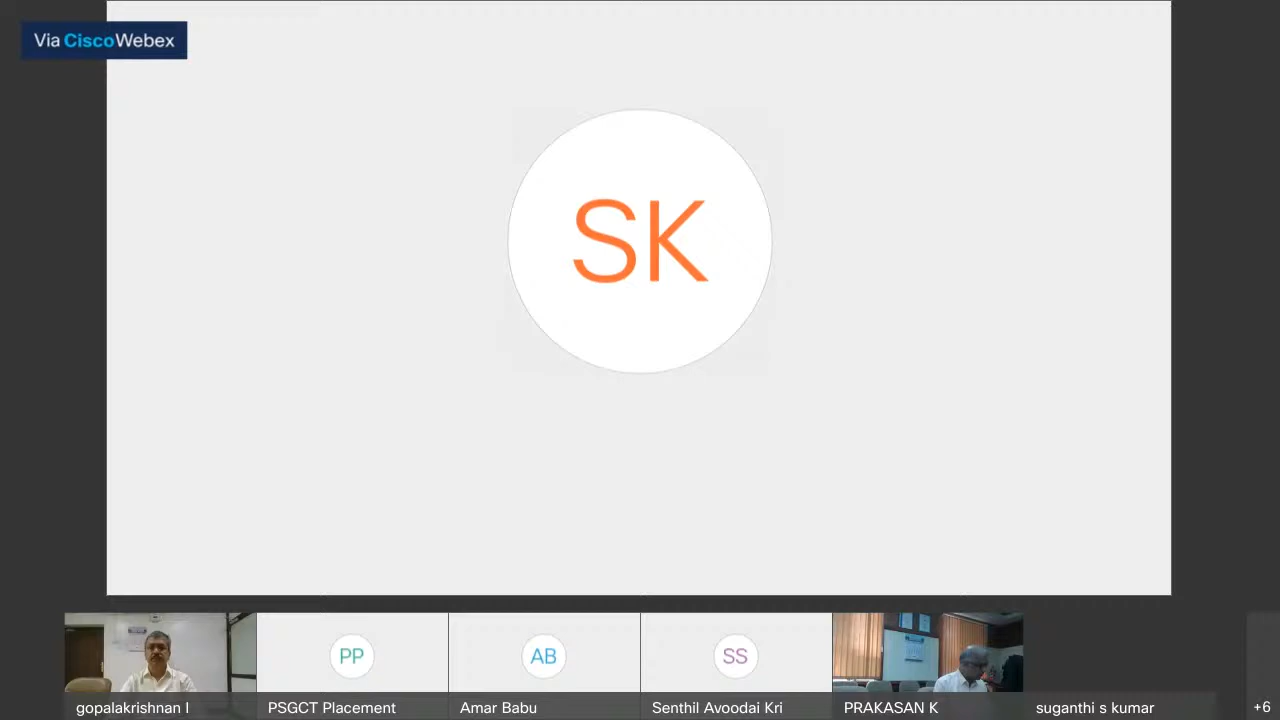 Via CiscoWebex
SK
PP
AB
SS
gopalakrishnan I
PSGCT Placement
Amar Babu
Senthil Avoodai Kri
PRAKASAN K
suganthi s kumar
+6